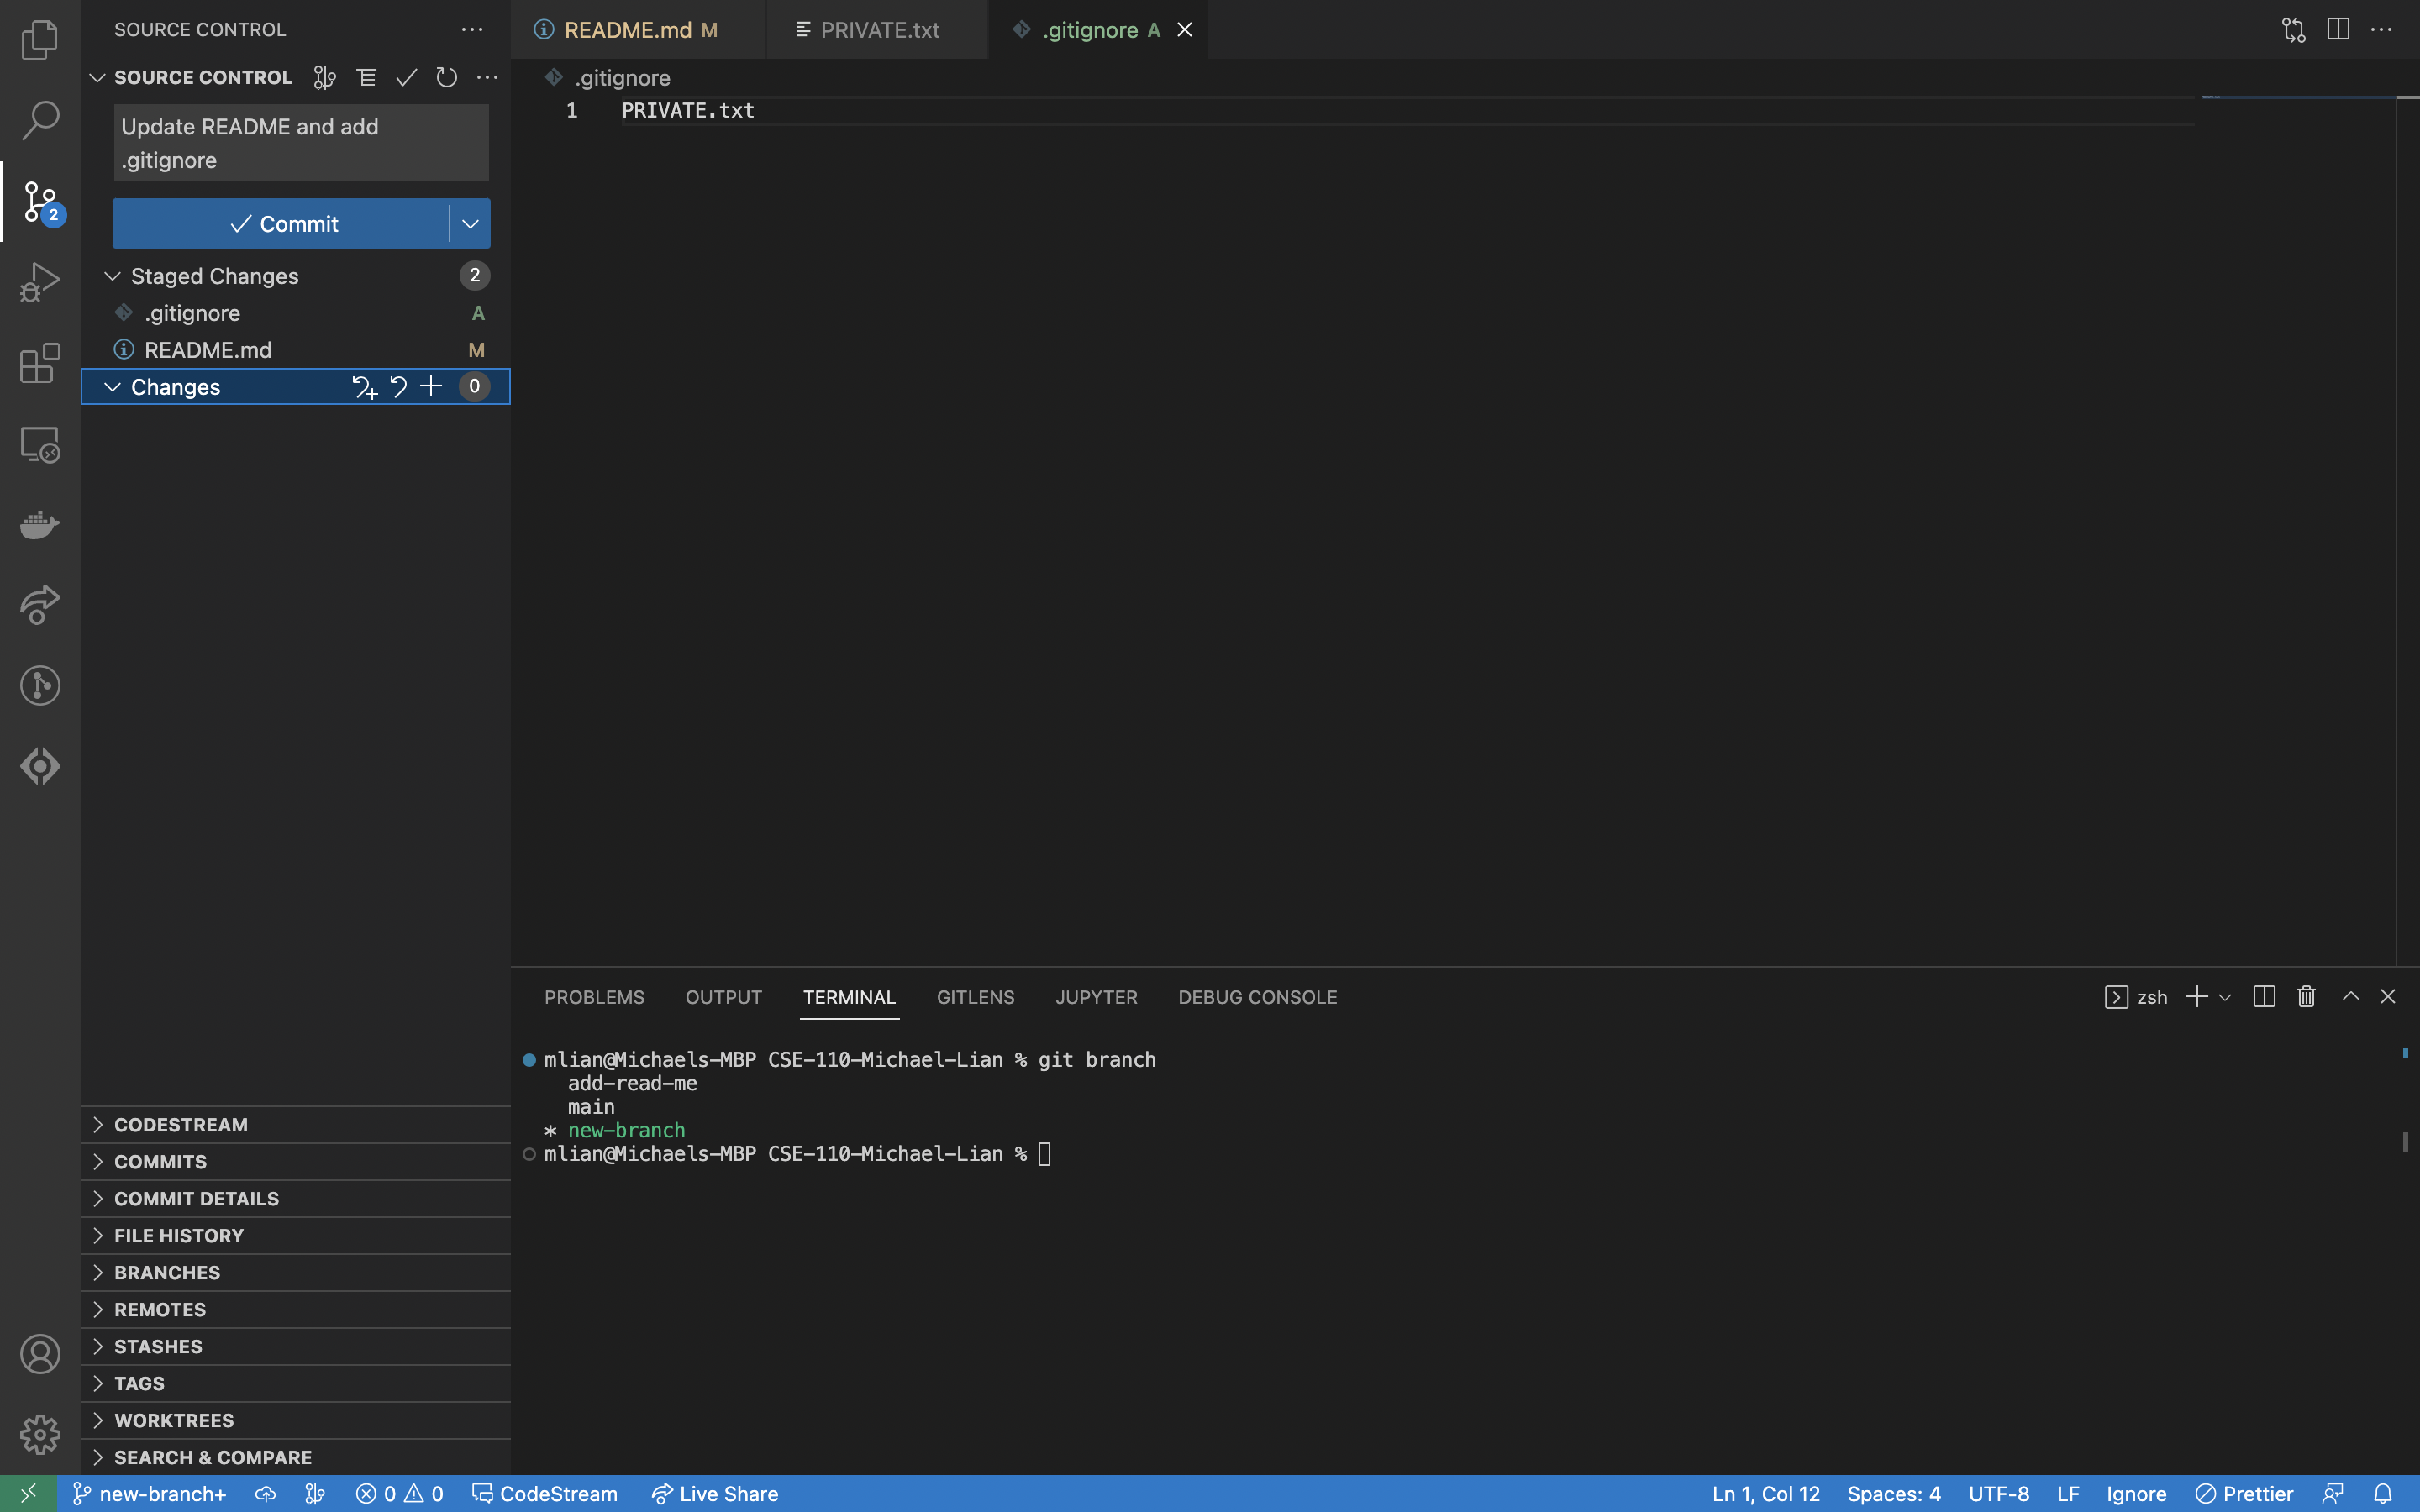 SOURCE CONTROL
README.md M
PRIVATE.txt
.gitignore A
SOURCE CONTROL
.gitignore
Update README and add
.gitignore
1 PRIVATE.txt
Commit
Staged Changes 2
.gitignore A
README.md M
Changes 0
2
PROBLEMS OUTPUT TERMINAL GITLENS JUPYTER DEBUG CONSOLE
zsh
mlian@Michaels-MBP CSE-110-Michael-Lian % git branch
add-read-me
main
* new-branch
mlian@Michaels-MBP CSE-110-Michael-Lian %
CODESTREAM
COMMITS
COMMIT DETAILS
FILE HISTORY
BRANCHES
REMOTES
STASHES
TAGS
WORKTREES
SEARCH & COMPARE
new-branch+ 0 0 CodeStream Live Share Ln 1, Col 12 Spaces: 4 UTF-8 LF Ignore Prettier